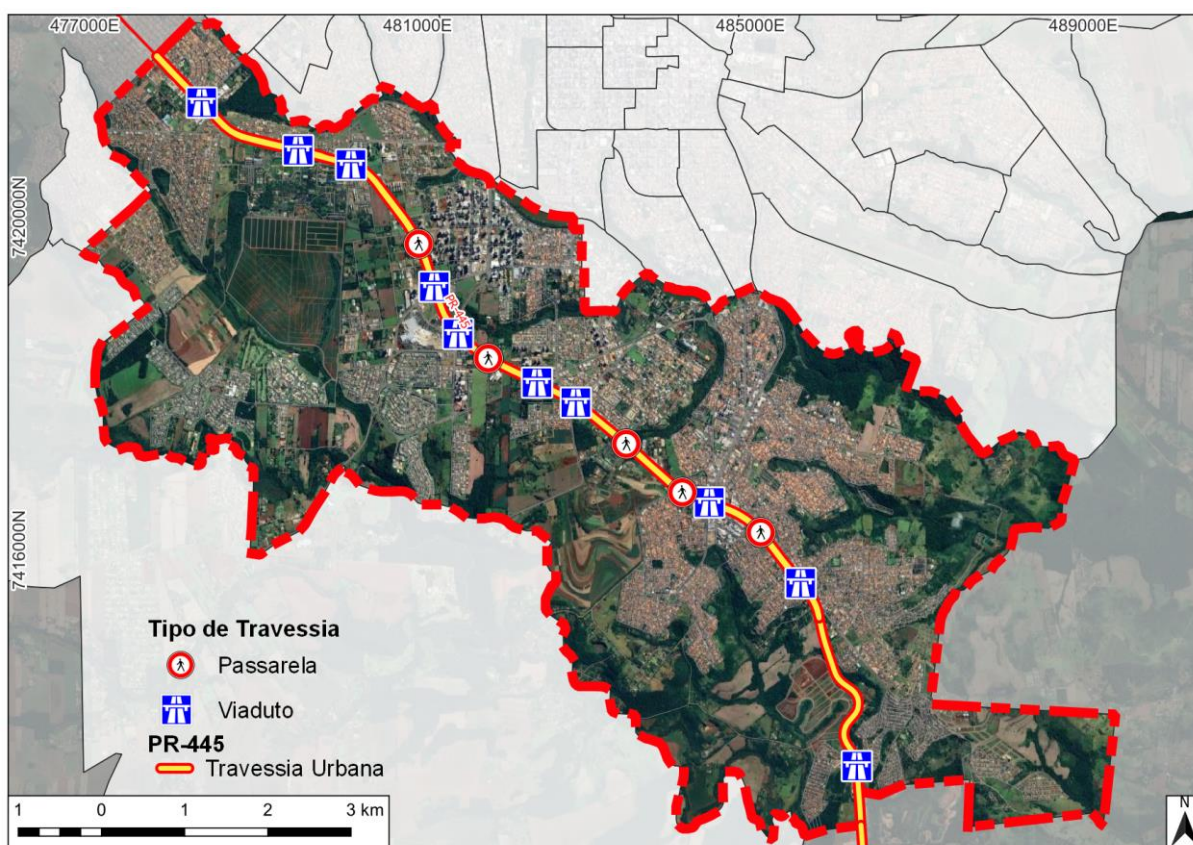 477000E
481000E
485000E
489000E
7420000N
7416000N
PR-445
Tipo de Travessia
Passarela
Viaduto
PR-445
Travessia Urbana
1 0 1 2 3 km
N